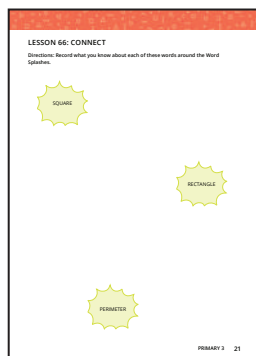 LESSON 66: CONNECT
Directions: Record what you know about each of these words around the Word
Splashes.
SQUARE
RECTANGLE
PERIMETER
PRIMARY 3 21